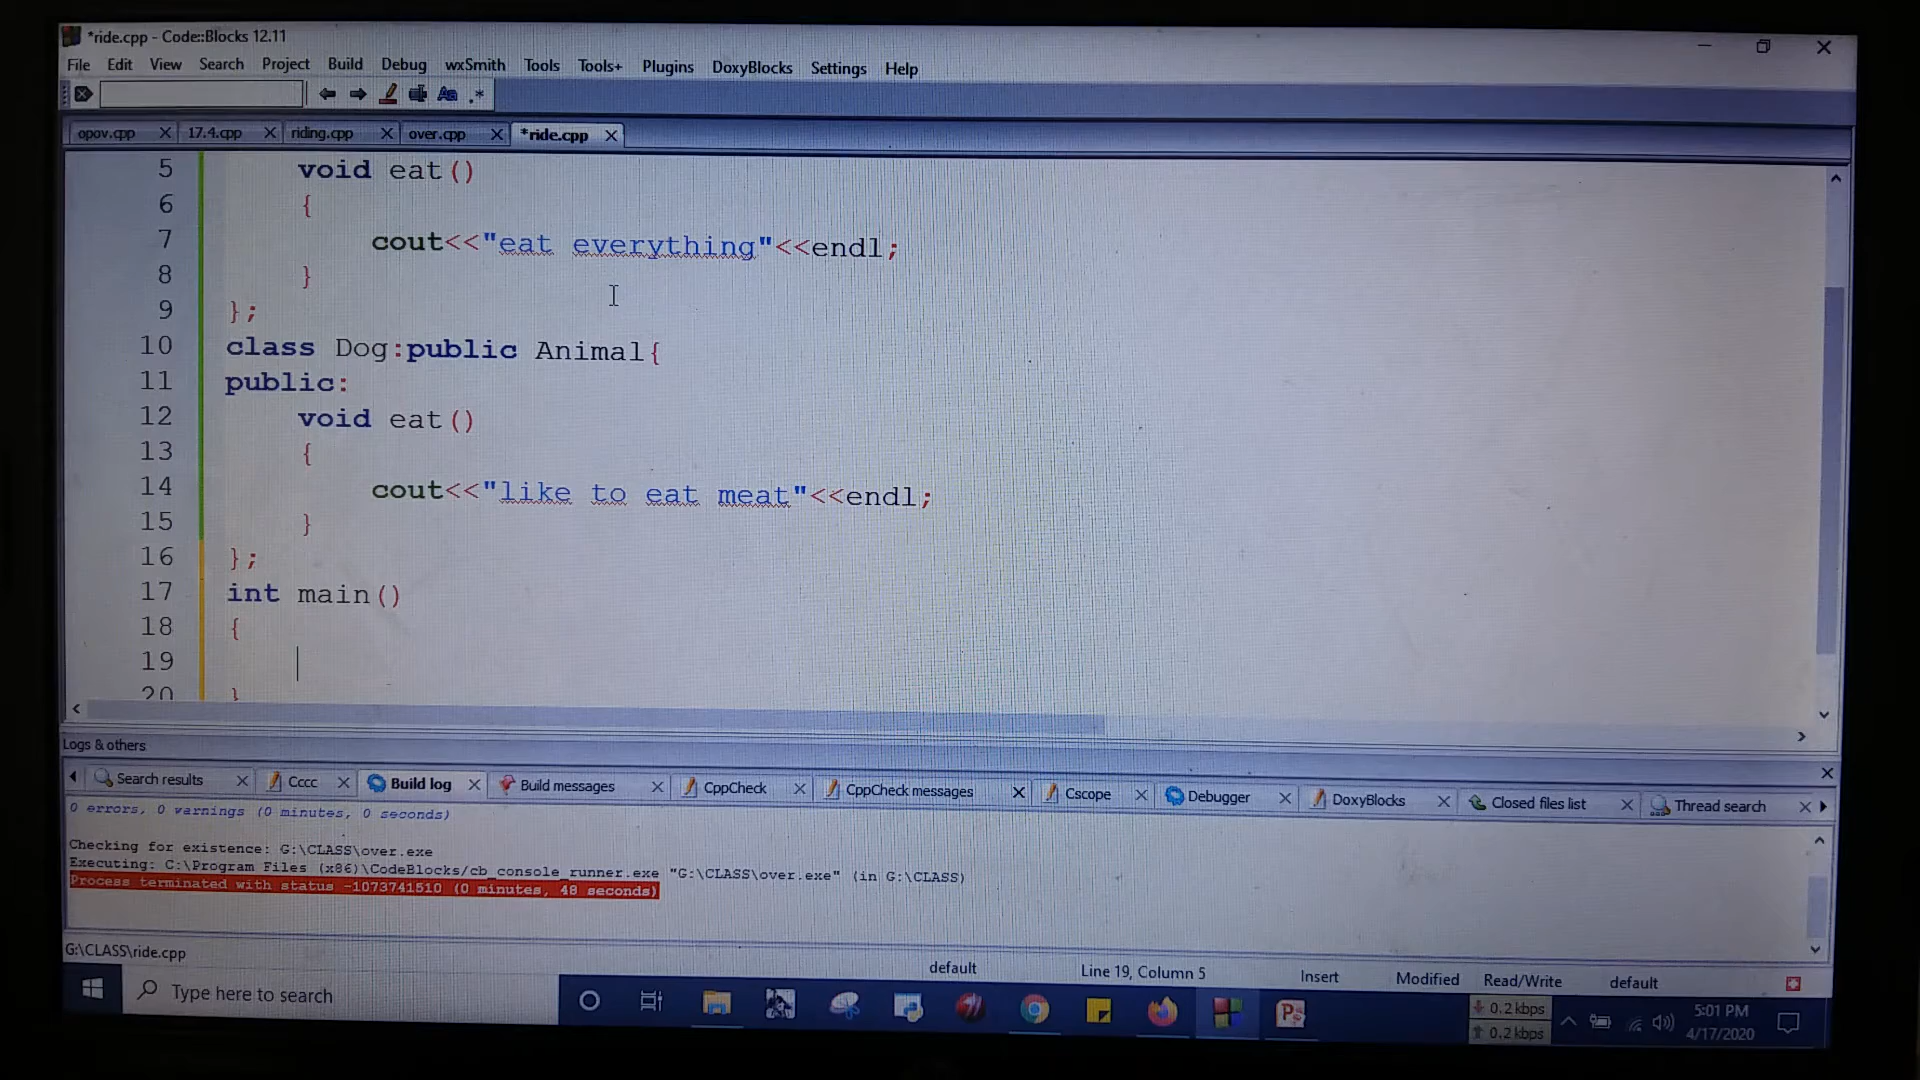 *ride.cpp - Code::Blocks 12.11
File Edit View Search Project Build Debug wxSmith Tools Tools+ Plugins DoxyBlocks Settings Help
opov.cpp 17.4.cpp riding.cpp over.cpp *ride.cpp
5 void eat()
6 {
7 cout<<"eat everything"<<endl;
8 }
9 };
10 class Dog:public Animal{
11 public:
12 void eat()
13 {
14 cout<<"like to eat meat"<<endl;
15 }
16 };
17 int main()
18 {
19
20 }
Logs & others
Search results Cccc Build log Build messages CppCheck CppCheck messages Cscope Debugger DoxyBlocks Closed files list Thread search
0 errors, 0 warnings (0 minutes, 0 seconds)
Checking for existence: G:\CLASS\over.exe
Executing: C:\Program Files (x86)\CodeBlocks/cb_console_runner.exe "G:\CLASS\over.exe" (in G:\CLASS)
Process terminated with status -1073741510 (0 minutes, 48 seconds)
G:\CLASS\ride.cpp
default Line 19, Column 5 Insert Modified Read/Write default
Type here to search
0.2 kbps
0.2 kbps
5:01 PM
4/17/2020